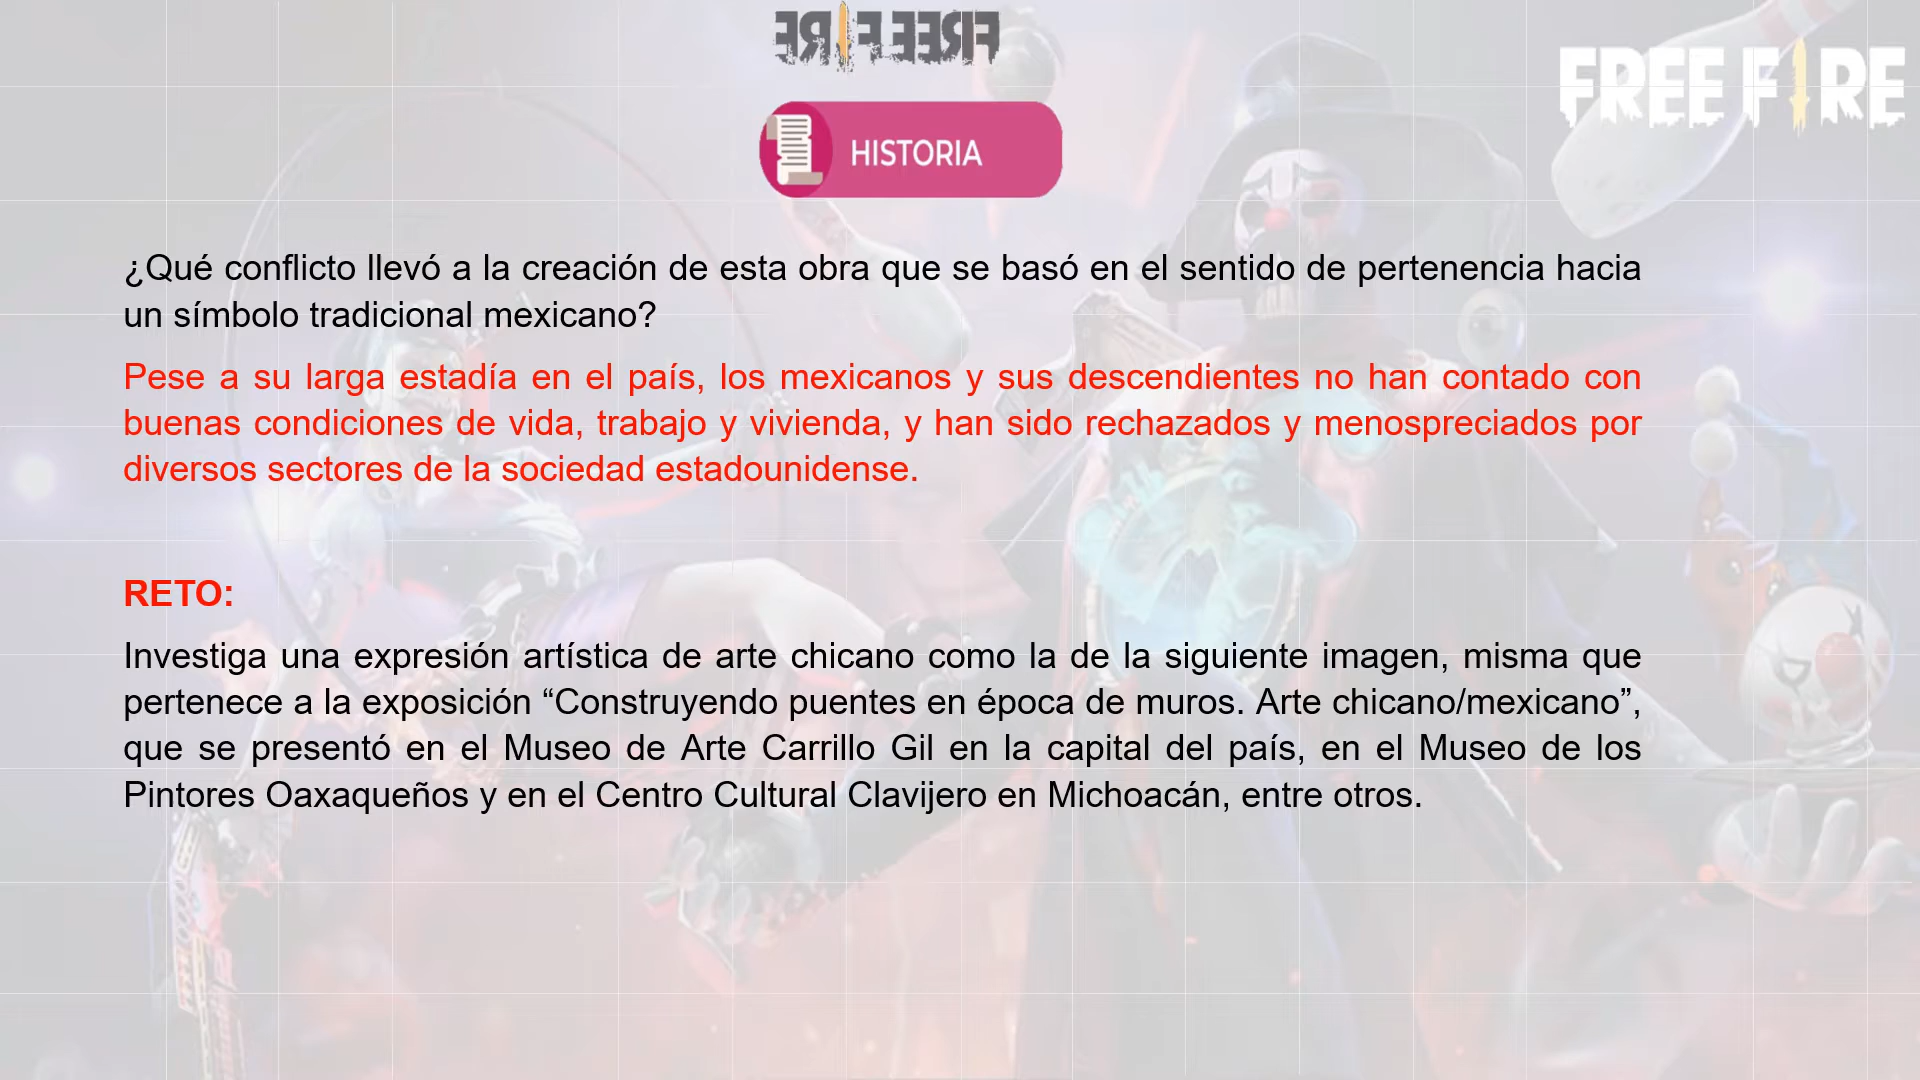 FREE FIRE
FREE FIRE
HISTORIA
¿Qué conflicto llevó a la creación de esta obra que se basó en el sentido de pertenencia hacia
un símbolo tradicional mexicano?
Pese a su larga estadía en el país, los mexicanos y sus descendientes no han contado con
buenas condiciones de vida, trabajo y vivienda, y han sido rechazados y menospreciados por
diversos sectores de la sociedad estadounidense.
RETO:
Investiga una expresión artística de arte chicano como la de la siguiente imagen, misma que
pertenece a la exposición “Construyendo puentes en época de muros. Arte chicano/mexicano”,
que se presentó en el Museo de Arte Carrillo Gil en la capital del país, en el Museo de los
Pintores Oaxaqueños y en el Centro Cultural Clavijero en Michoacán, entre otros.